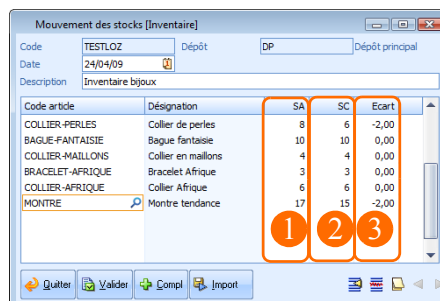 Mouvement des stocks [Inventaire]
Code TESTLOZ Dépôt DP Dépôt principal
Date 24/04/09
Description Inventaire bijoux
Code article Désignation SA SC Ecart
COLLIER-PERLES Collier de perles 8 6 -2,00
BAGUE-FANTAISIE Bague fantaisie 10 10 0,00
COLLIER-MAILLONS Collier en maillons 4 4 0,00
BRACELET-AFRIQUE Bracelet Afrique 3 3 0,00
COLLIER-AFRIQUE Collier Afrique 6 6 0,00
MONTRE Montre tendance 17 15 -2,00
1 2 3
Quitter Valider Compl Import